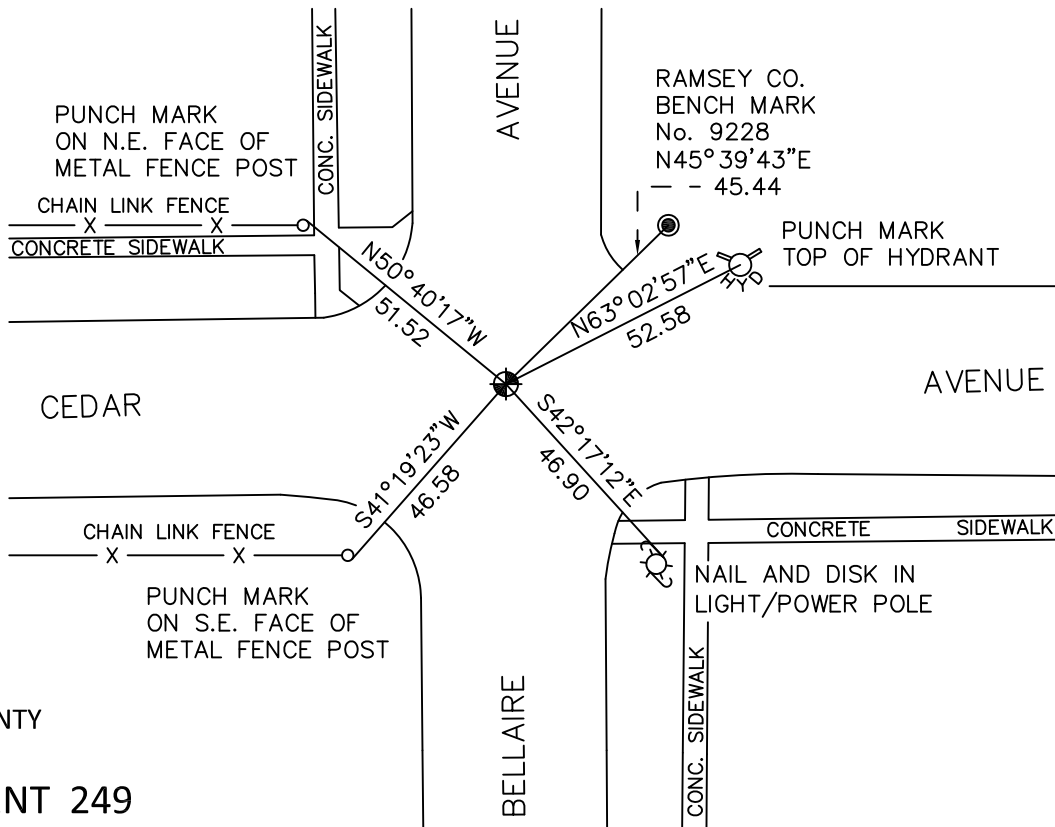 AVENUE
CONC. SIDEWALK
RAMSEY CO.
BENCH MARK
No. 9228
N45°39'43"E
45.44
PUNCH MARK
ON N.E. FACE OF
METAL FENCE POST
CHAIN LINK FENCE
X X
CONCRETE SIDEWALK
PUNCH MARK
TOP OF HYDRANT
HYD
N50°40'17"W
51.52
N63°02'57"E
52.58
CEDAR
AVENUE
S41°19'23"W
46.58
S42°17'12"E
46.90
CHAIN LINK FENCE
X X
CONCRETE SIDEWALK
NAIL AND DISK IN
LIGHT/POWER POLE
PUNCH MARK
ON S.E. FACE OF
METAL FENCE POST
BELLAIRE
CONC. SIDEWALK
NTY
NT 249